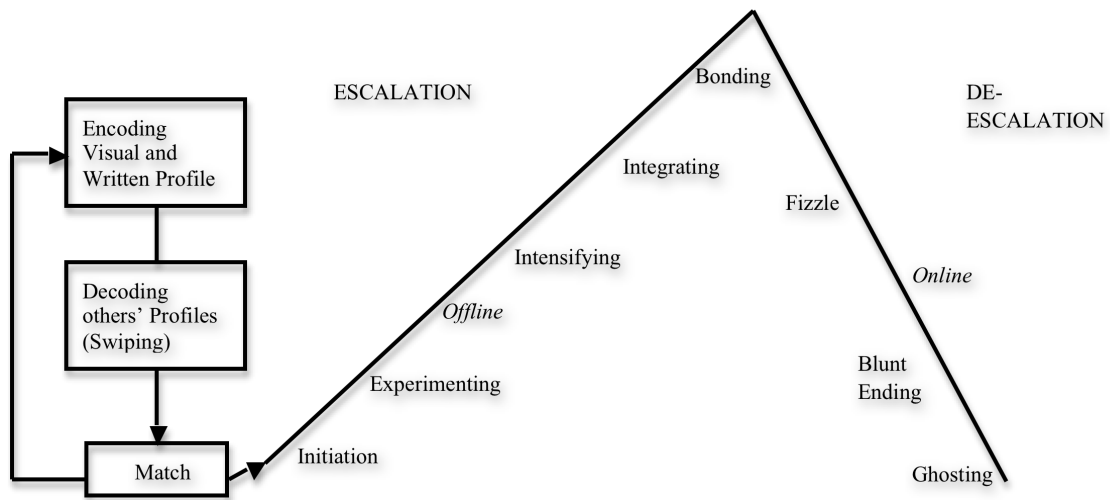 ESCALATION
DE-
ESCALATION
Encoding
Visual and
Written Profile
Decoding
others’ Profiles
(Swiping)
Match
Initiation
Experimenting
Offline
Intensifying
Integrating
Bonding
Fizzle
Online
Blunt
Ending
Ghosting